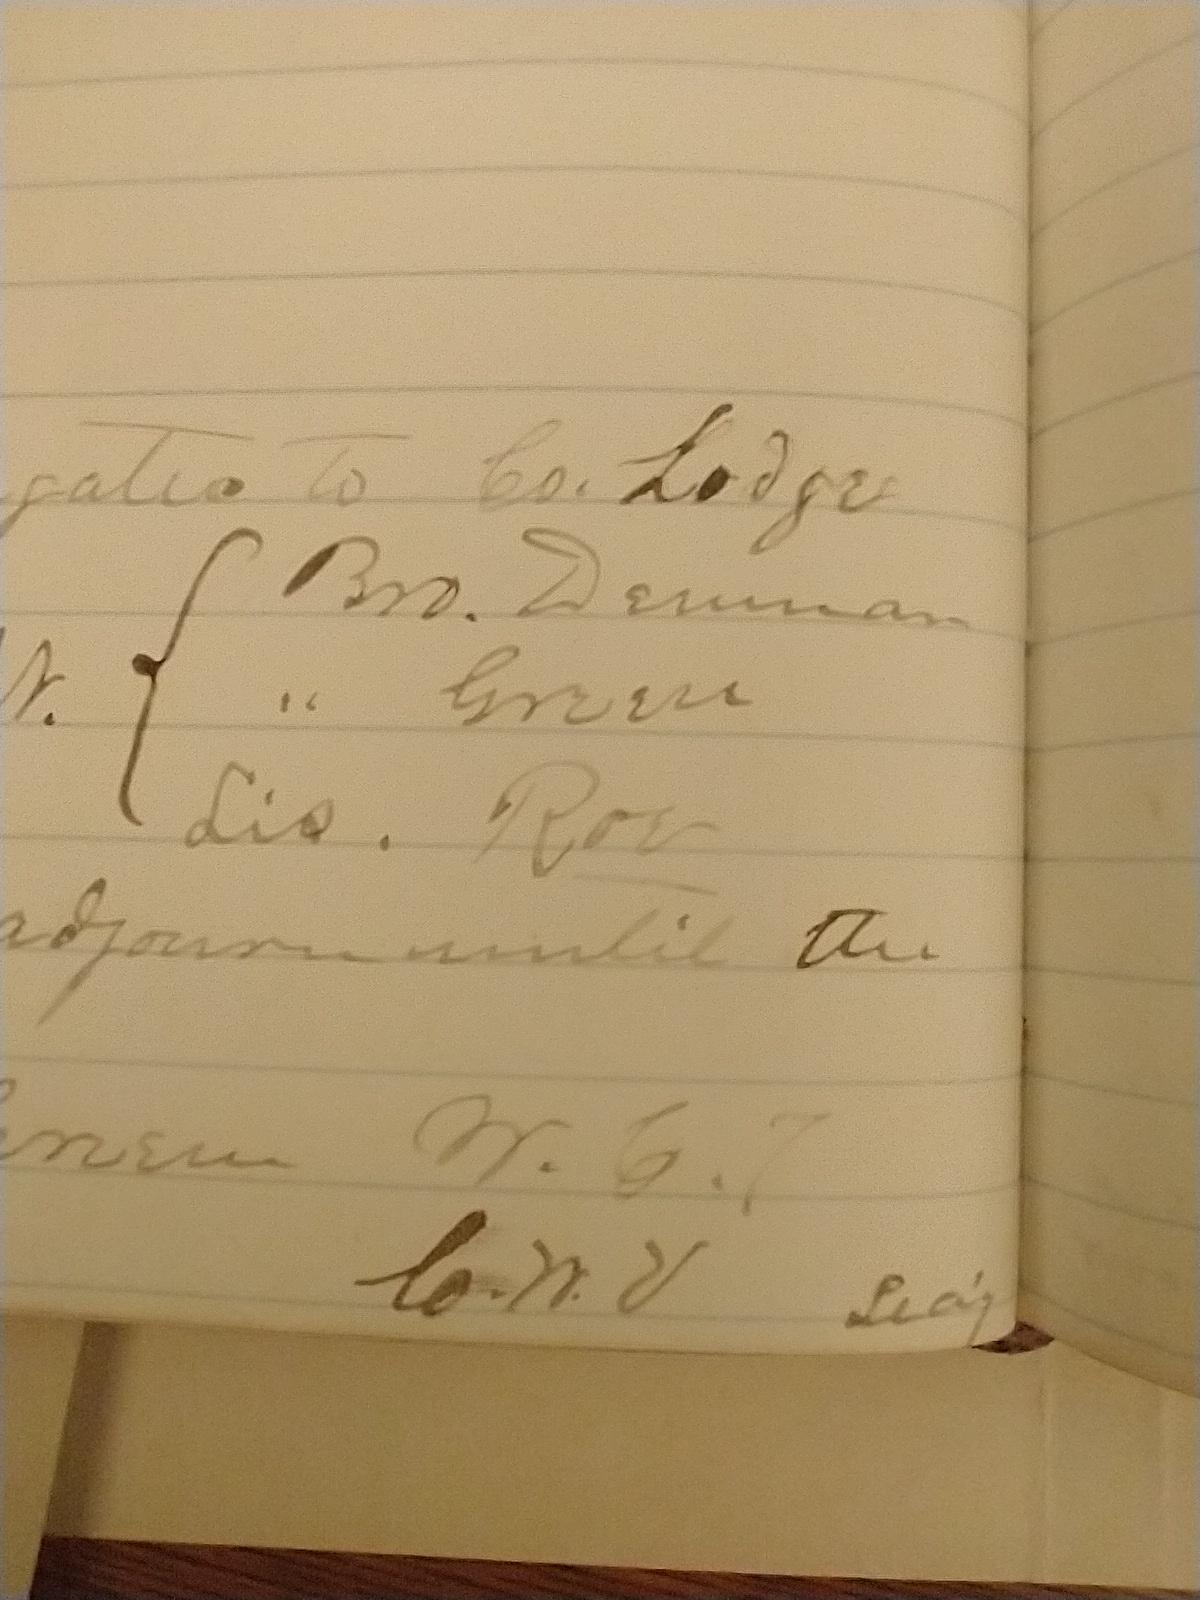 gates to Co. Lodge
Bro. Denman
N. { " Green
Sis. Roe
adjourn until the
Green W. C. T
C. W. V Sec'y